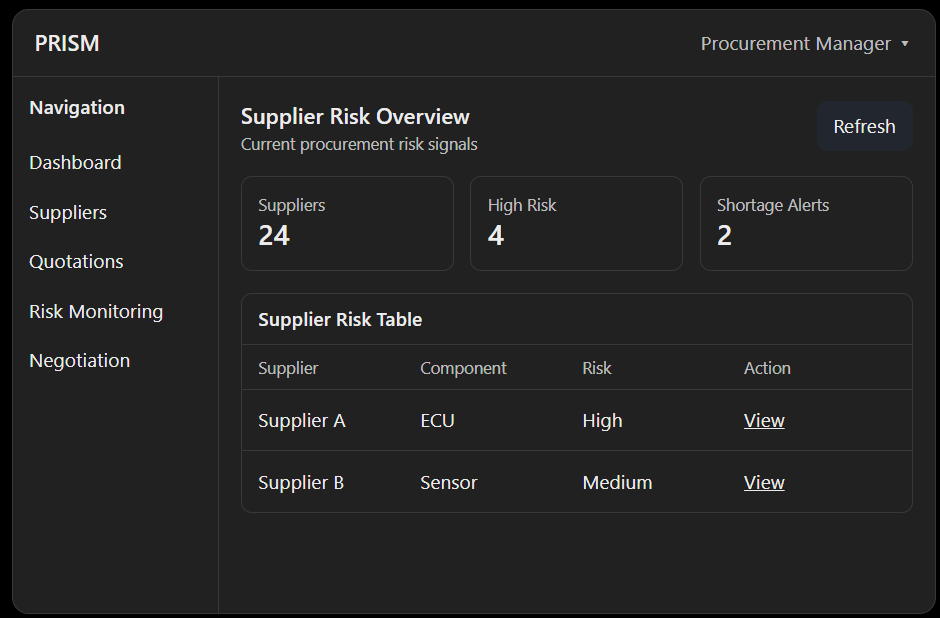 PRISM
Procurement Manager ▾
Navigation
Dashboard
Suppliers
Quotations
Risk Monitoring
Negotiation
Supplier Risk Overview
Current procurement risk signals
Refresh
Suppliers
24
High Risk
4
Shortage Alerts
2
Supplier Risk Table
Supplier Component Risk Action
Supplier A ECU High View
Supplier B Sensor Medium View